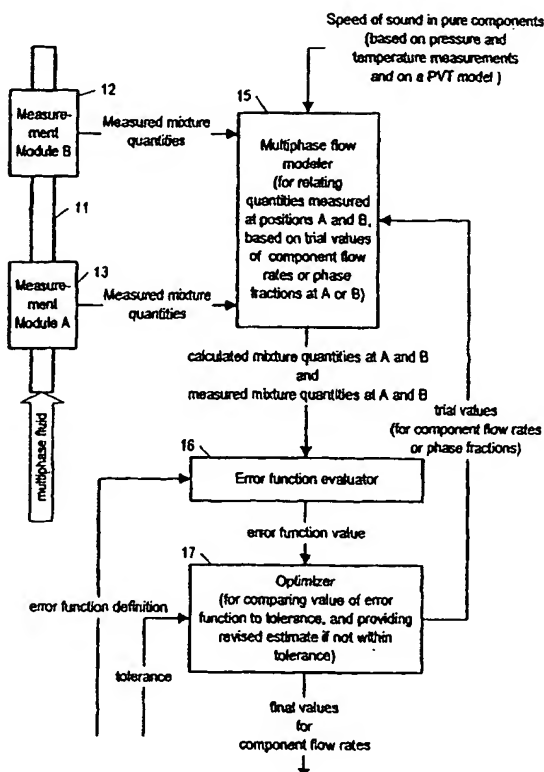 Speed of sound in pure components
(based on pressure and
temperature measurements
and on a PVT model )
12
Measure-
ment
Module B
Measured mixture
quantities
15
Multiphase flow
modeler
(for relating
quantities measured
at positions A and B,
based on trial values
of component flow
rates or phase
fractions at A or B)
11
13
Measure-
ment
Module A
Measured mixture
quantities
multiphase fluid
calculated mixture quantities at A and B
and
measured mixture quantities at A and B
trial values
(for component flow rates
or phase fractions)
16
Error function evaluator
error function value
17
Optimizer
(for comparing value of error
function to tolerance, and providing
revised estimate if not within
tolerance)
error function definition
tolerance
final values
for
component flow rates